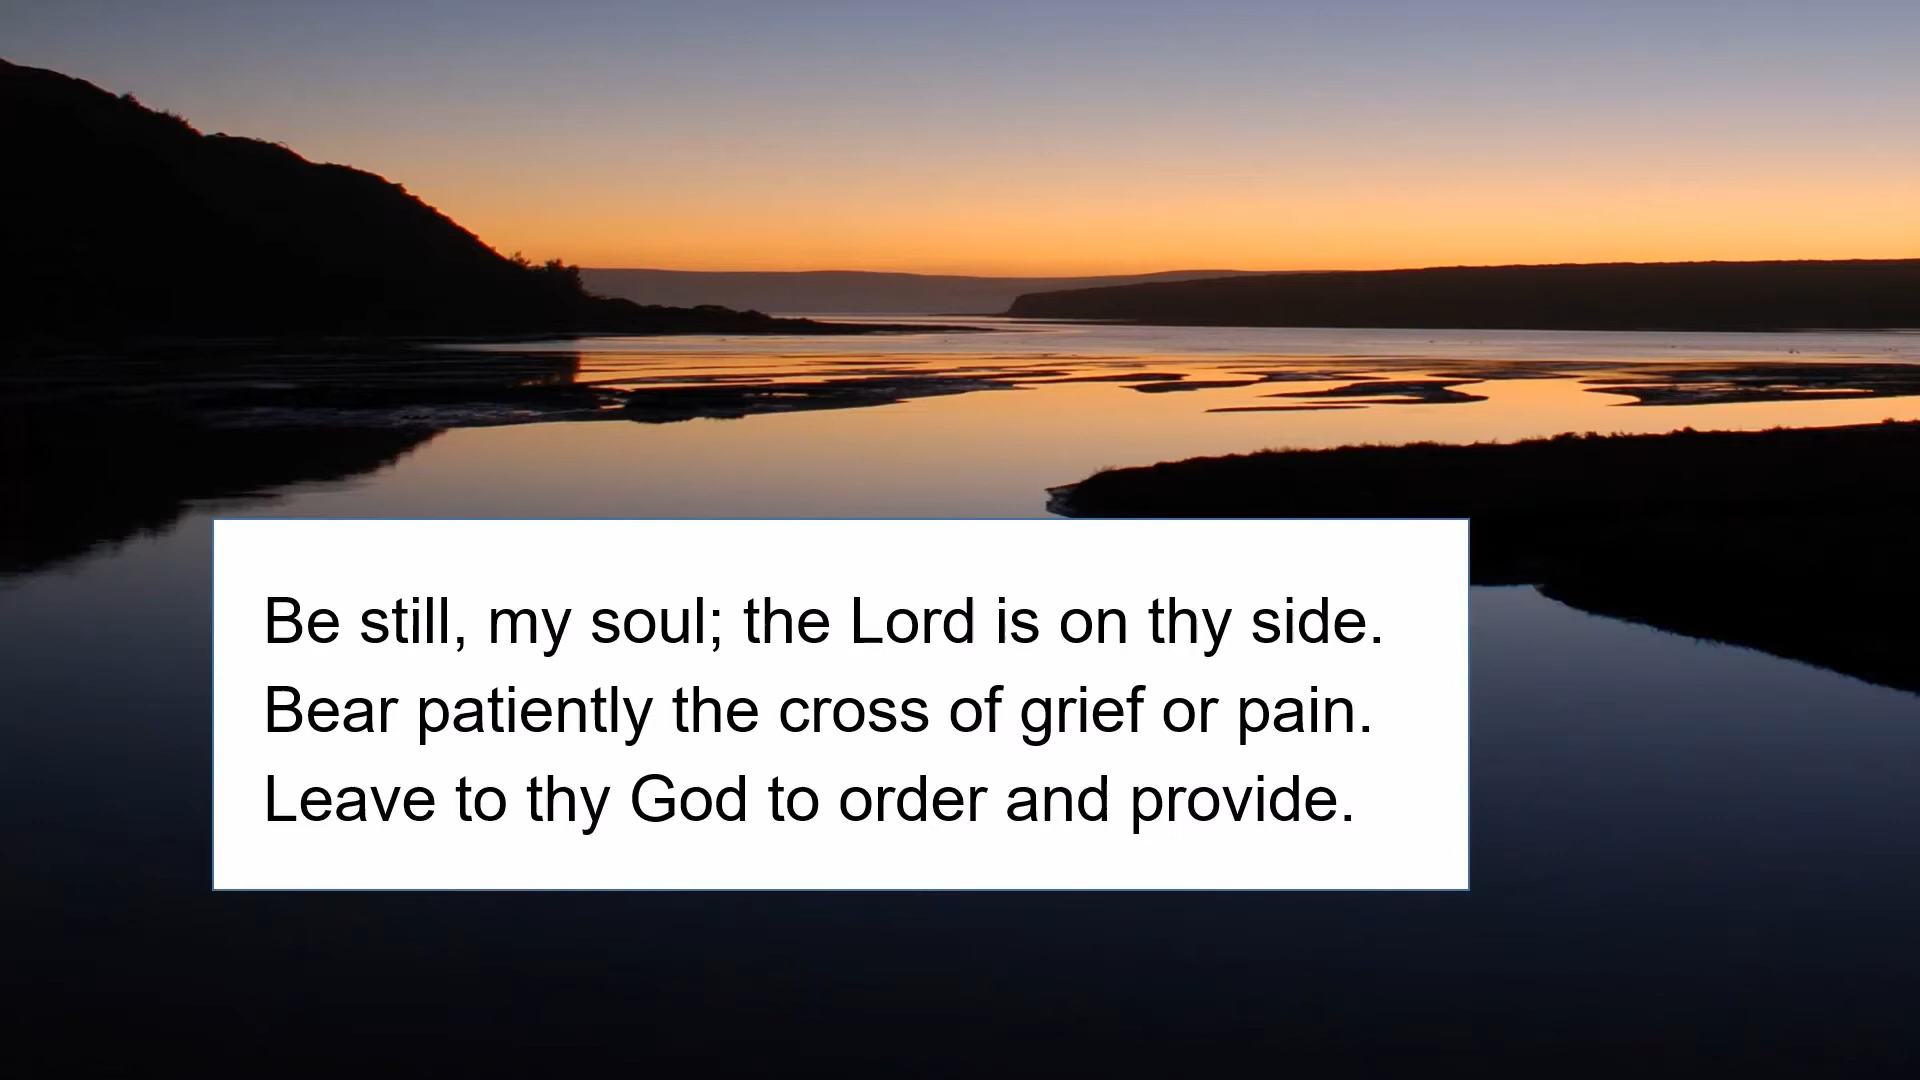 Be still, my soul; the Lord is on thy side.
Bear patiently the cross of grief or pain.
Leave to thy God to order and provide.